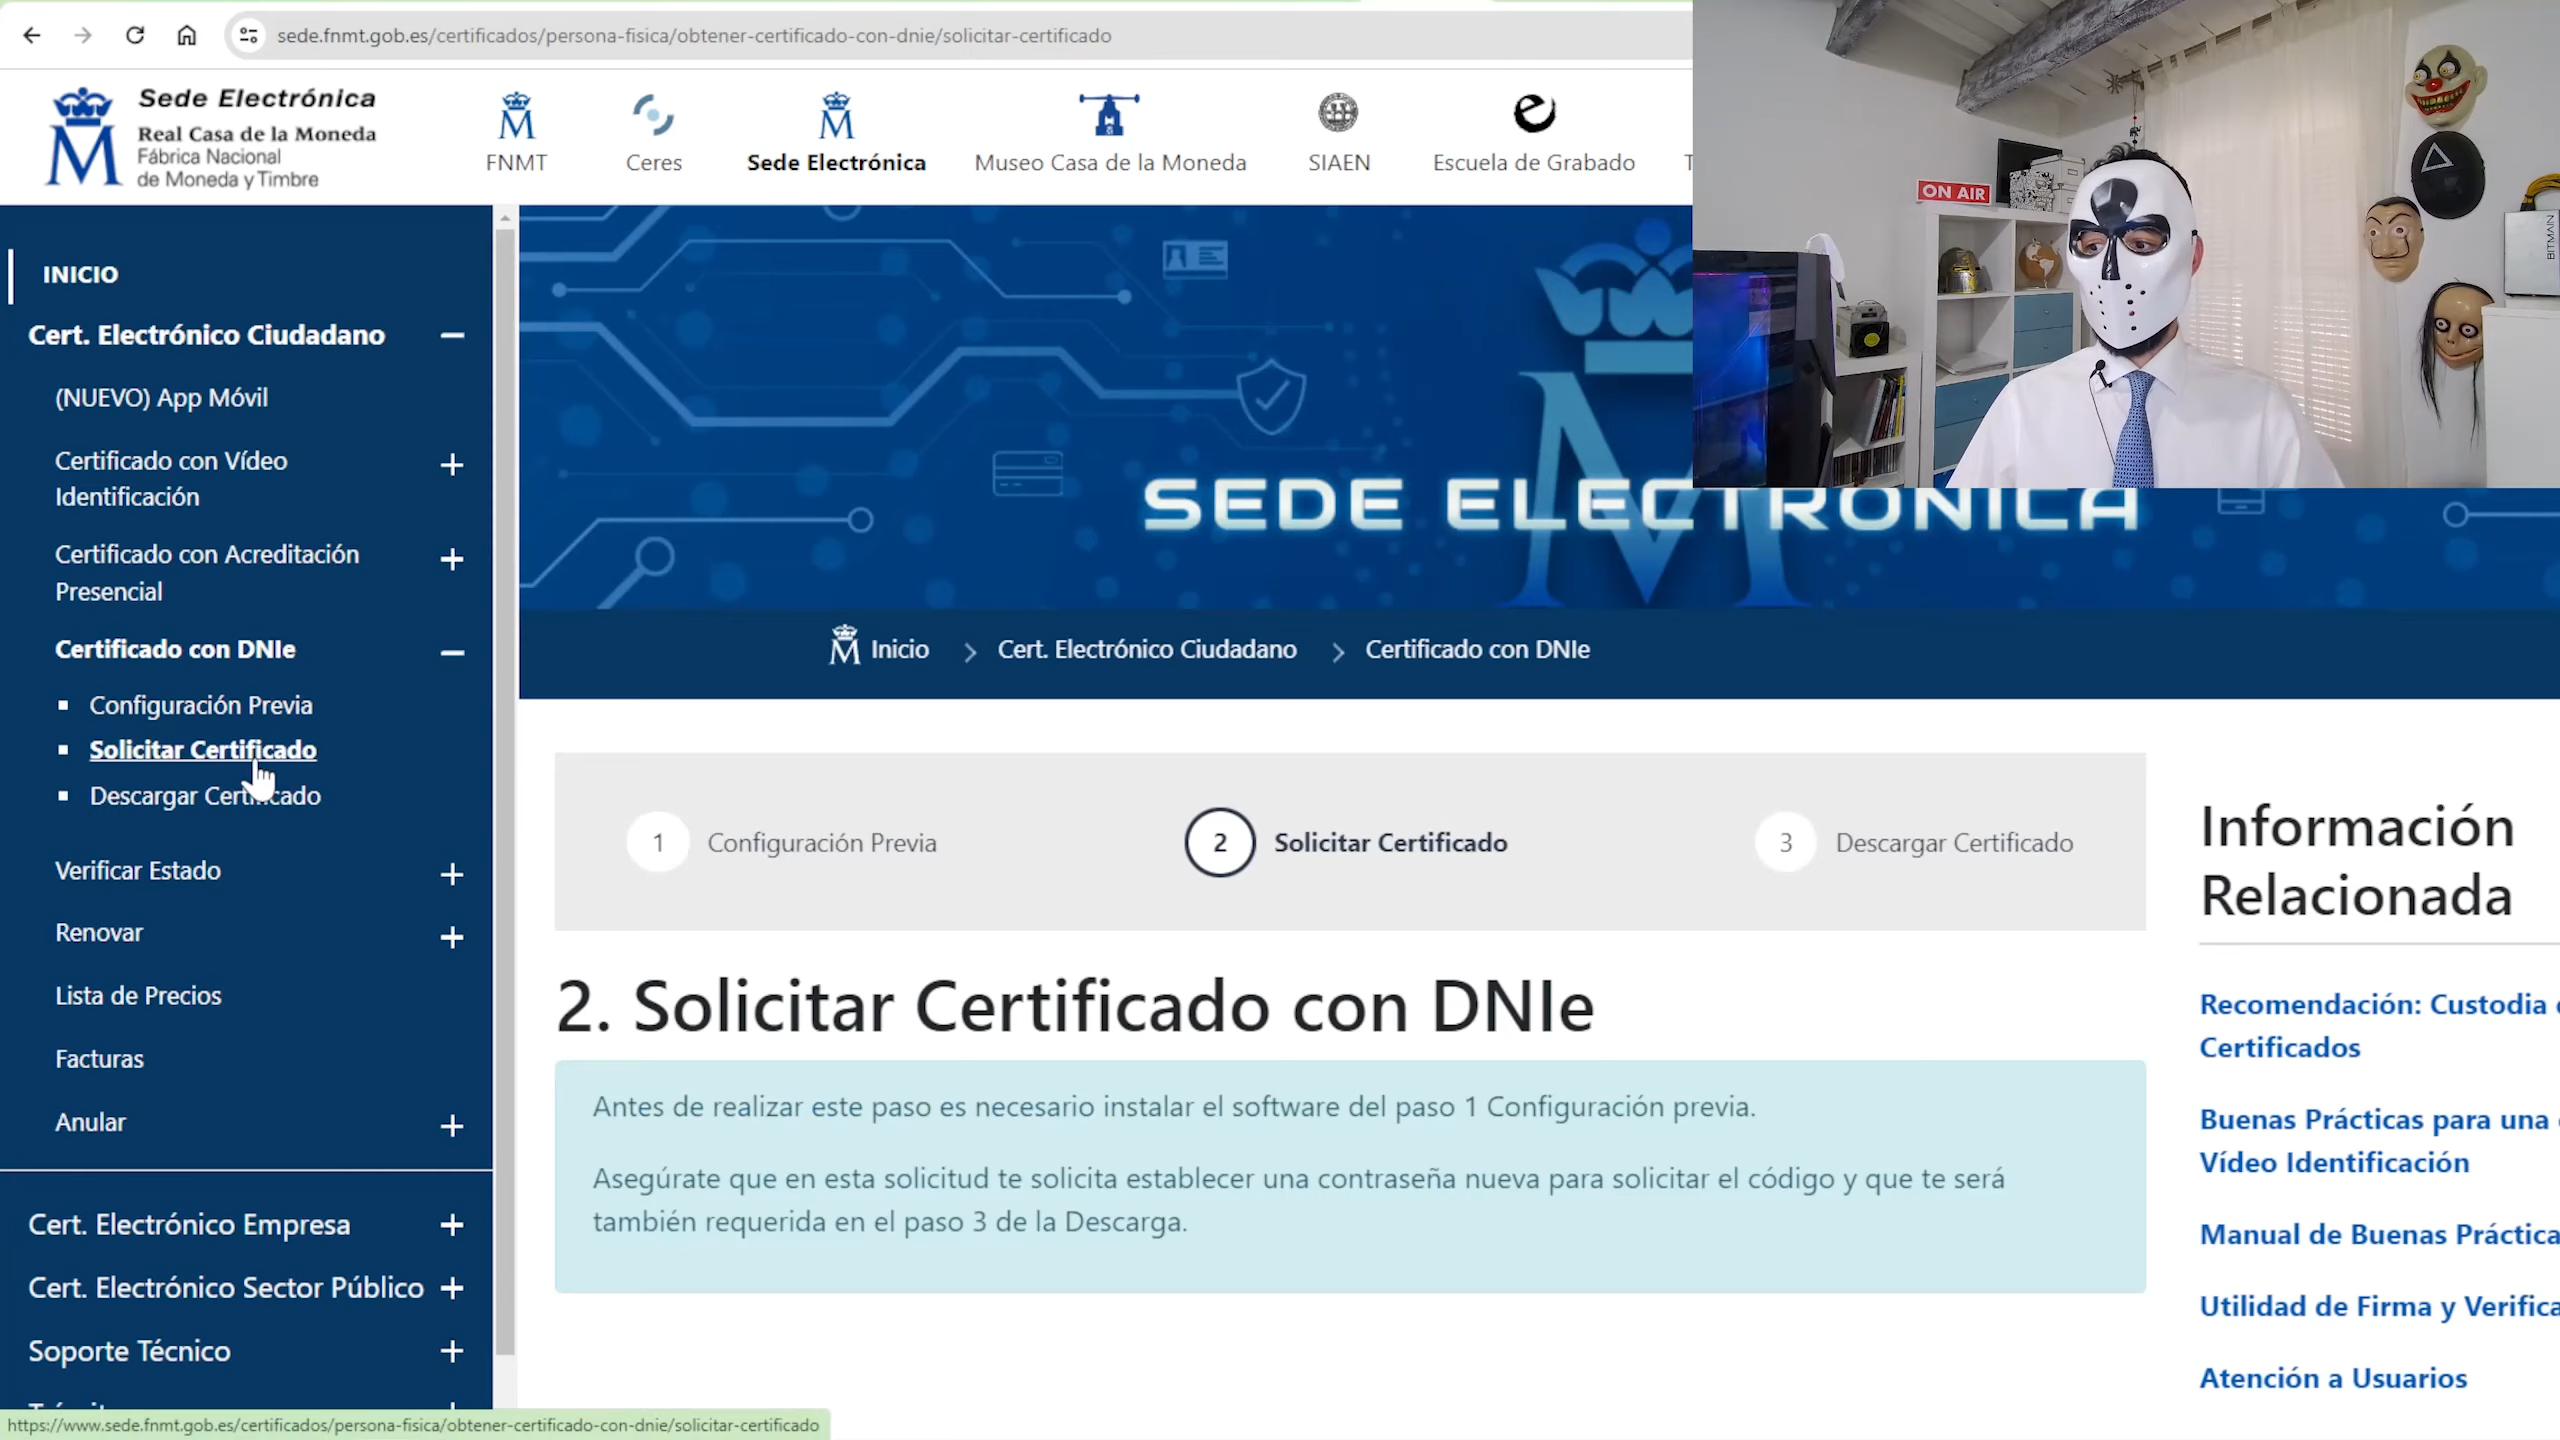 sede.fnmt.gob.es/certificados/persona-fisica/obtener-certificado-con-dnie/solicitar-certificado
Sede Electrónica
Real Casa de la Moneda
Fábrica Nacional
de Moneda y Timbre
FNMT
Ceres
Sede Electrónica
Museo Casa de la Moneda
SIAEN
Escuela de Grabado
ON AIR
BITMAIN
INICIO
Cert. Electrónico Ciudadano
(NUEVO) App Móvil
Certificado con Vídeo
Identificación
Certificado con Acreditación
Presencial
Certificado con DNIe
Configuración Previa
Solicitar Certificado
Descargar Certificado
Verificar Estado
Renovar
Lista de Precios
Facturas
Anular
Cert. Electrónico Empresa
Cert. Electrónico Sector Público
Soporte Técnico
SEDE ELECTRÓNICA
Inicio > Cert. Electrónico Ciudadano > Certificado con DNIe
1 Configuración Previa
2 Solicitar Certificado
3 Descargar Certificado
2. Solicitar Certificado con DNIe
Antes de realizar este paso es necesario instalar el software del paso 1 Configuración previa.
Asegúrate que en esta solicitud te solicita establecer una contraseña nueva para solicitar el código y que te será
también requerida en el paso 3 de la Descarga.
Información
Relacionada
Recomendación: Custodia
Certificados
Buenas Prácticas para una
Vídeo Identificación
Manual de Buenas Práctica
Utilidad de Firma y Verifica
Atención a Usuarios
https://www.sede.fnmt.gob.es/certificados/persona-fisica/obtener-certificado-con-dnie/solicitar-certificado